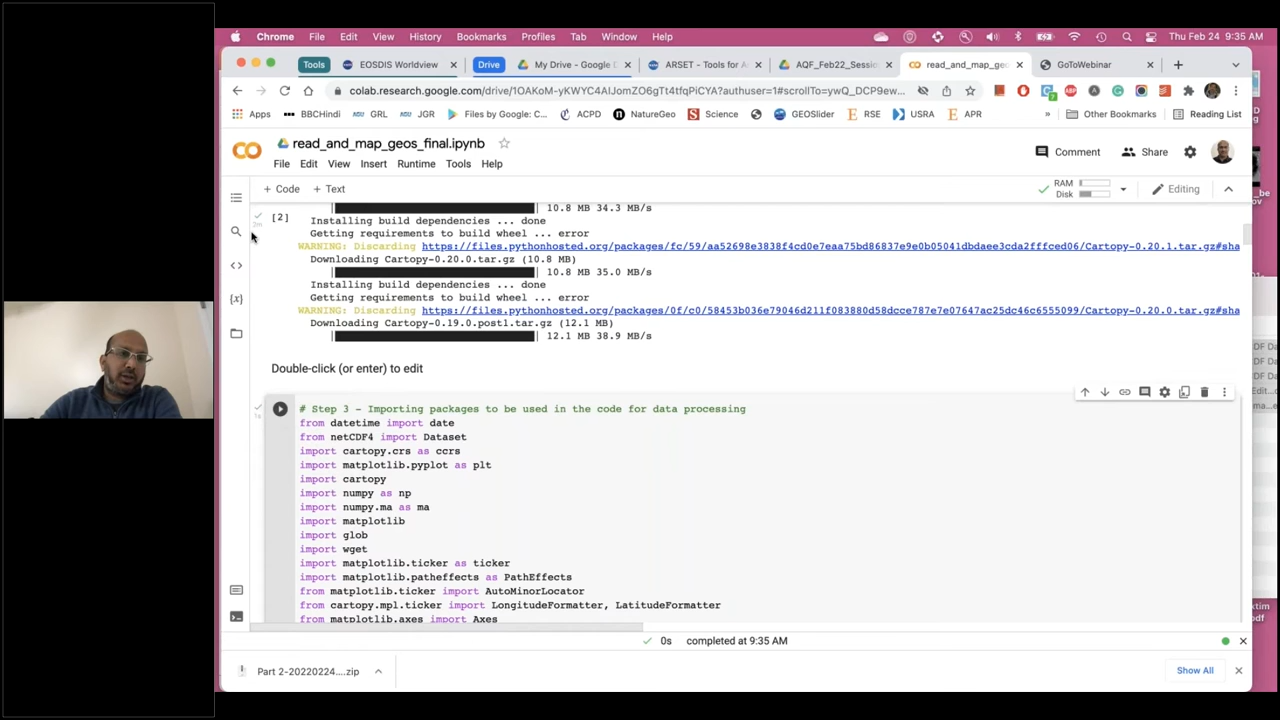 Chrome File Edit View History Bookmarks Profiles Tab Window Help Thu Feb 24 9:35 AM
Tools EOSDIS Worldview Drive My Drive - Google D ARSET - Tools for A AQF_Feb22_Sessi read_and_map_geo GoToWebinar
colab.research.google.com/drive/1OAKoM-yKWYC4AIJomZO6gTt4tfqPiCYA?authuser=1#scrollTo=ywQ_DCP9ew...
Apps BBCHindi GRL JGR Files by Google: C... ACPD NatureGeo Science GEOSlider RSE USRA APR » Other Bookmarks Reading List
read_and_map_geos_final.ipynb
Comment Share
File Edit View Insert Runtime Tools Help
+ Code + Text
RAM
Disk
Editing
10.8 MB 34.3 MB/s
[2] Installing build dependencies ... done
Getting requirements to build wheel ... error
WARNING: Discarding https://files.pythonhosted.org/packages/fc/59/aa52698e3838f4cd0e7eaa75bd86837e9e0b05041dbdaee3cda2fffced06/Cartopy-0.20.1.tar.gz#sha
Downloading Cartopy-0.20.0.tar.gz (10.8 MB)
10.8 MB 35.0 MB/s
Installing build dependencies ... done
Getting requirements to build wheel ... error
WARNING: Discarding https://files.pythonhosted.org/packages/0f/c0/58453b036e79046d211f083880d58dcce787e7e07647ac25dc46c6555099/Cartopy-0.20.0.tar.gz#sha
Downloading Cartopy-0.19.0.post1.tar.gz (12.1 MB)
12.1 MB 38.9 MB/s
Double-click (or enter) to edit
# Step 3 - Importing packages to be used in the code for data processing
from datetime import date
from netCDF4 import Dataset
import cartopy.crs as ccrs
import matplotlib.pyplot as plt
import cartopy
import numpy as np
import numpy.ma as ma
import matplotlib
import glob
import wget
import matplotlib.ticker as ticker
import matplotlib.patheffects as PathEffects
from matplotlib.ticker import AutoMinorLocator
from cartopy.mpl.ticker import LongitudeFormatter, LatitudeFormatter
from matplotlib.axes import Axes
0s completed at 9:35 AM
Part 2-20220224....zip
Show All